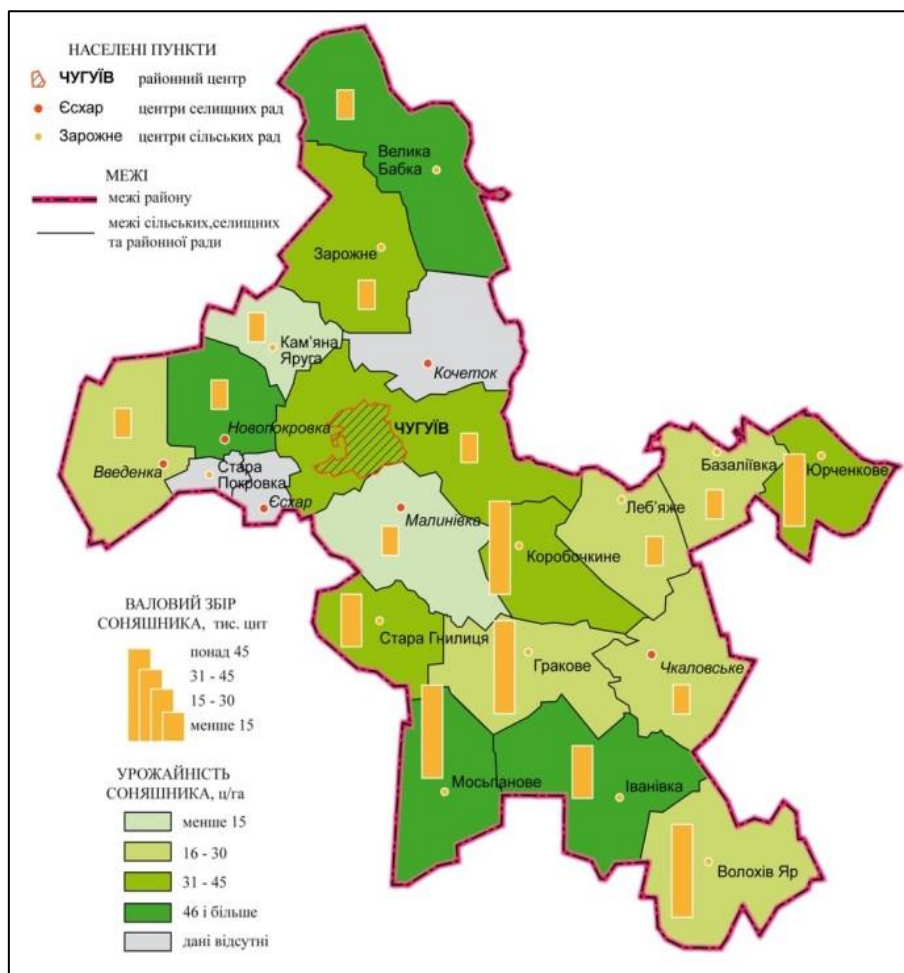 НАСЕЛЕНІ ПУНКТИ
ЧУГУЇВ районний центр
Єсхар центри селищних рад
Зарожне центри сільських рад
МЕЖІ
межі району
межі сільських,селищних
та районної ради
Велика
Бабка
Зарожне
Кам'яна
Яруга
Кочеток
Новопокровка
ЧУГУЇВ
Введенка
Стара
Покровка
Єсхар
Малинівка
Базаліївка
Юрченкове
Леб'яже
Коробочкине
Стара Гнилиця
Гракове
Чкаловське
Мосьпанове
Іванівка
Волохів Яр
ВАЛОВИЙ ЗБІР
СОНЯШНИКА, тис. цнт
понад 45
31 - 45
15 - 30
менше 15
УРОЖАЙНІСТЬ
СОНЯШНИКА, ц/га
менше 15
16 - 30
31 - 45
46 і більше
дані відсутні